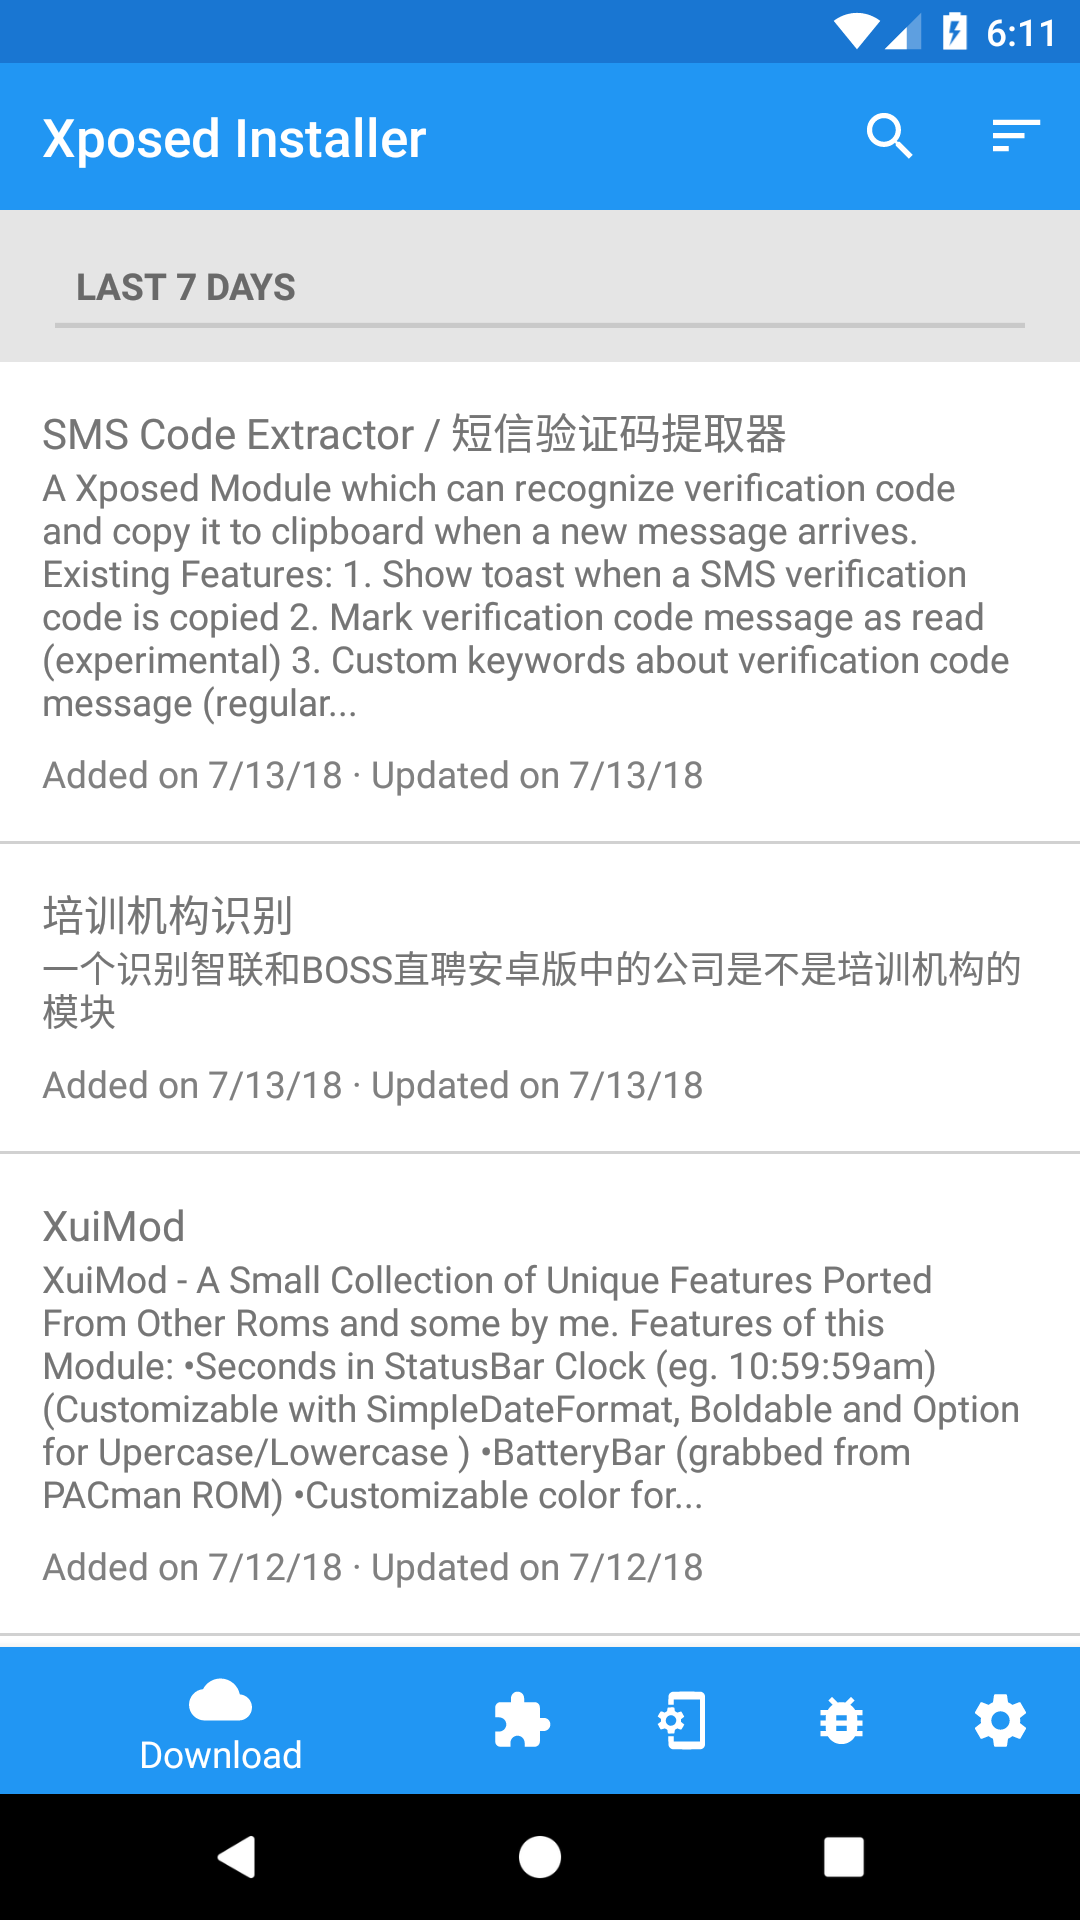 6:11
Xposed Installer
LAST 7 DAYS
SMS Code Extractor / 短信验证码提取器
A Xposed Module which can recognize verification code
and copy it to clipboard when a new message arrives.
Existing Features: 1. Show toast when a SMS verification
code is copied 2. Mark verification code message as read
(experimental) 3. Custom keywords about verification code
message (regular...
Added on 7/13/18 · Updated on 7/13/18
培训机构识别
一个识别智联和BOSS直聘安卓版中的公司是不是培训机构的
模块
Added on 7/13/18 · Updated on 7/13/18
XuiMod
XuiMod - A Small Collection of Unique Features Ported
From Other Roms and some by me. Features of this
Module: •Seconds in StatusBar Clock (eg. 10:59:59am)
(Customizable with SimpleDateFormat, Boldable and Option
for Upercase/Lowercase ) •BatteryBar (grabbed from
PACman ROM) •Customizable color for...
Added on 7/12/18 · Updated on 7/12/18
Download